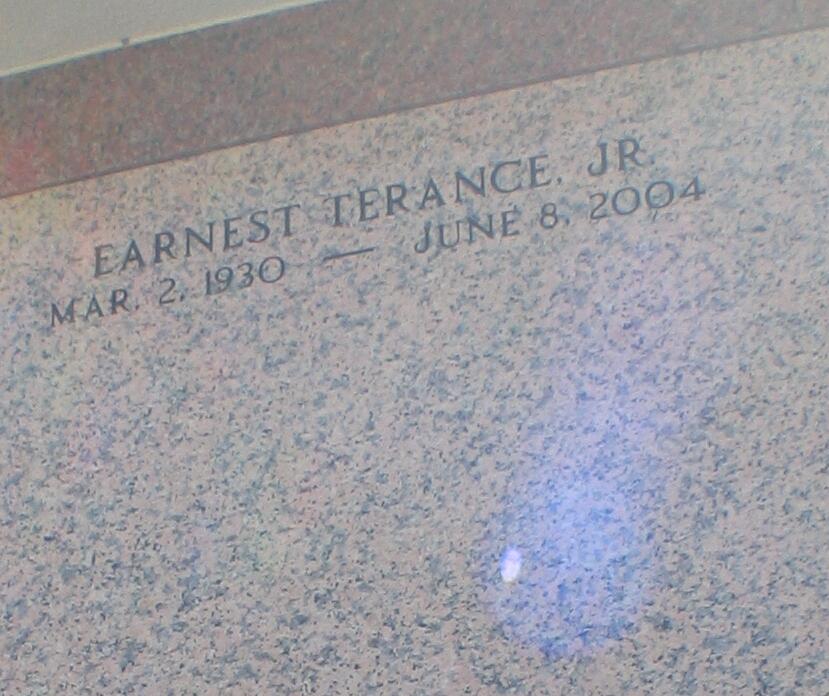 EARNEST TERANCE, JR.
MAR. 2, 1930 — JUNE 8, 2004